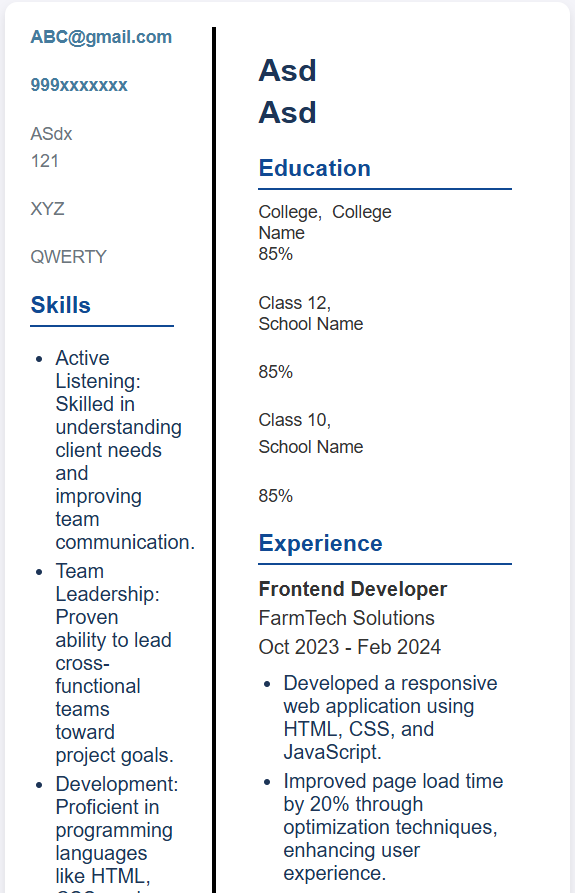 ABC@gmail.com
999xxxxxxx
ASdx
121
XYZ
QWERTY
Skills
• Active
Listening:
Skilled in
understanding
client needs
and
improving
team
communication.
• Team
Leadership:
Proven
ability to lead
cross-
functional
teams
toward
project goals.
• Development:
Proficient in
programming
languages
like HTML,
Asd
Asd
Education
College,  College
Name
85%
Class 12,
School Name
85%
Class 10,
School Name
85%
Experience
Frontend Developer
FarmTech Solutions
Oct 2023 - Feb 2024
• Developed a responsive
web application using
HTML, CSS, and
JavaScript.
• Improved page load time
by 20% through
optimization techniques,
enhancing user
experience.